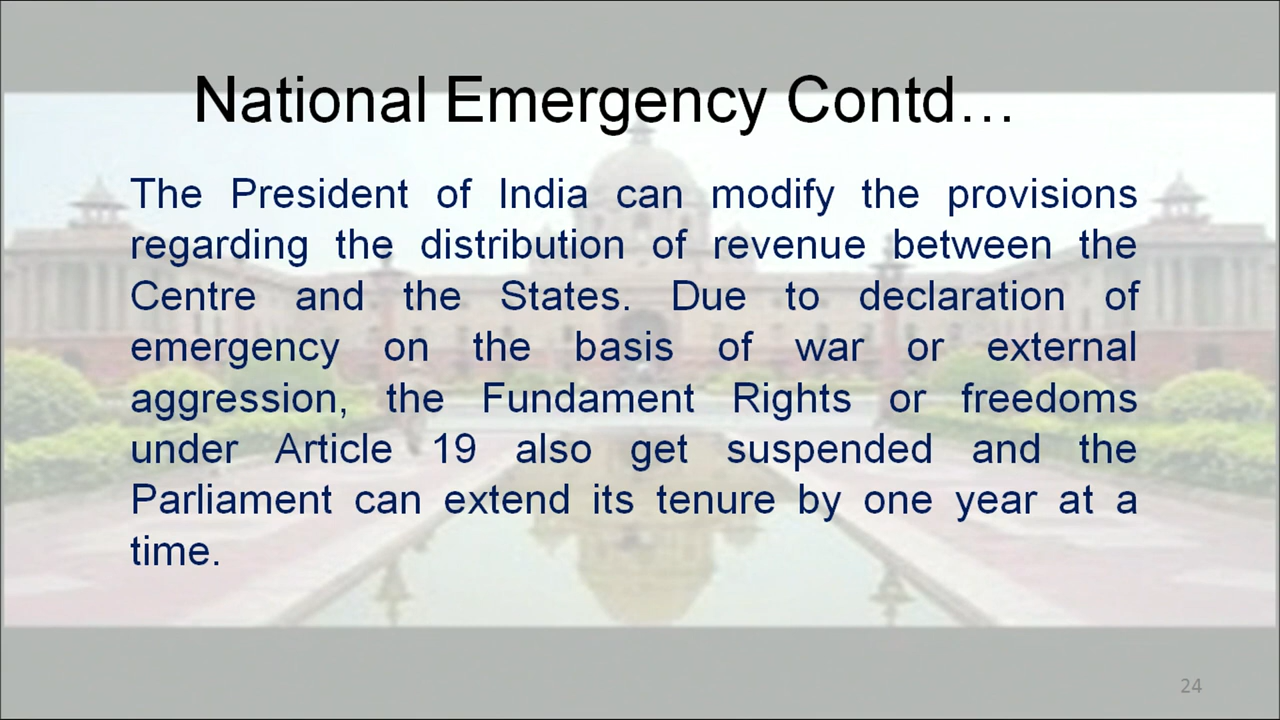 National Emergency Contd...
The President of India can modify the provisions
regarding the distribution of revenue between the
Centre and the States. Due to declaration of
emergency on the basis of war or external
aggression, the Fundament Rights or freedoms
under Article 19 also get suspended and the
Parliament can extend its tenure by one year at a
time.
24